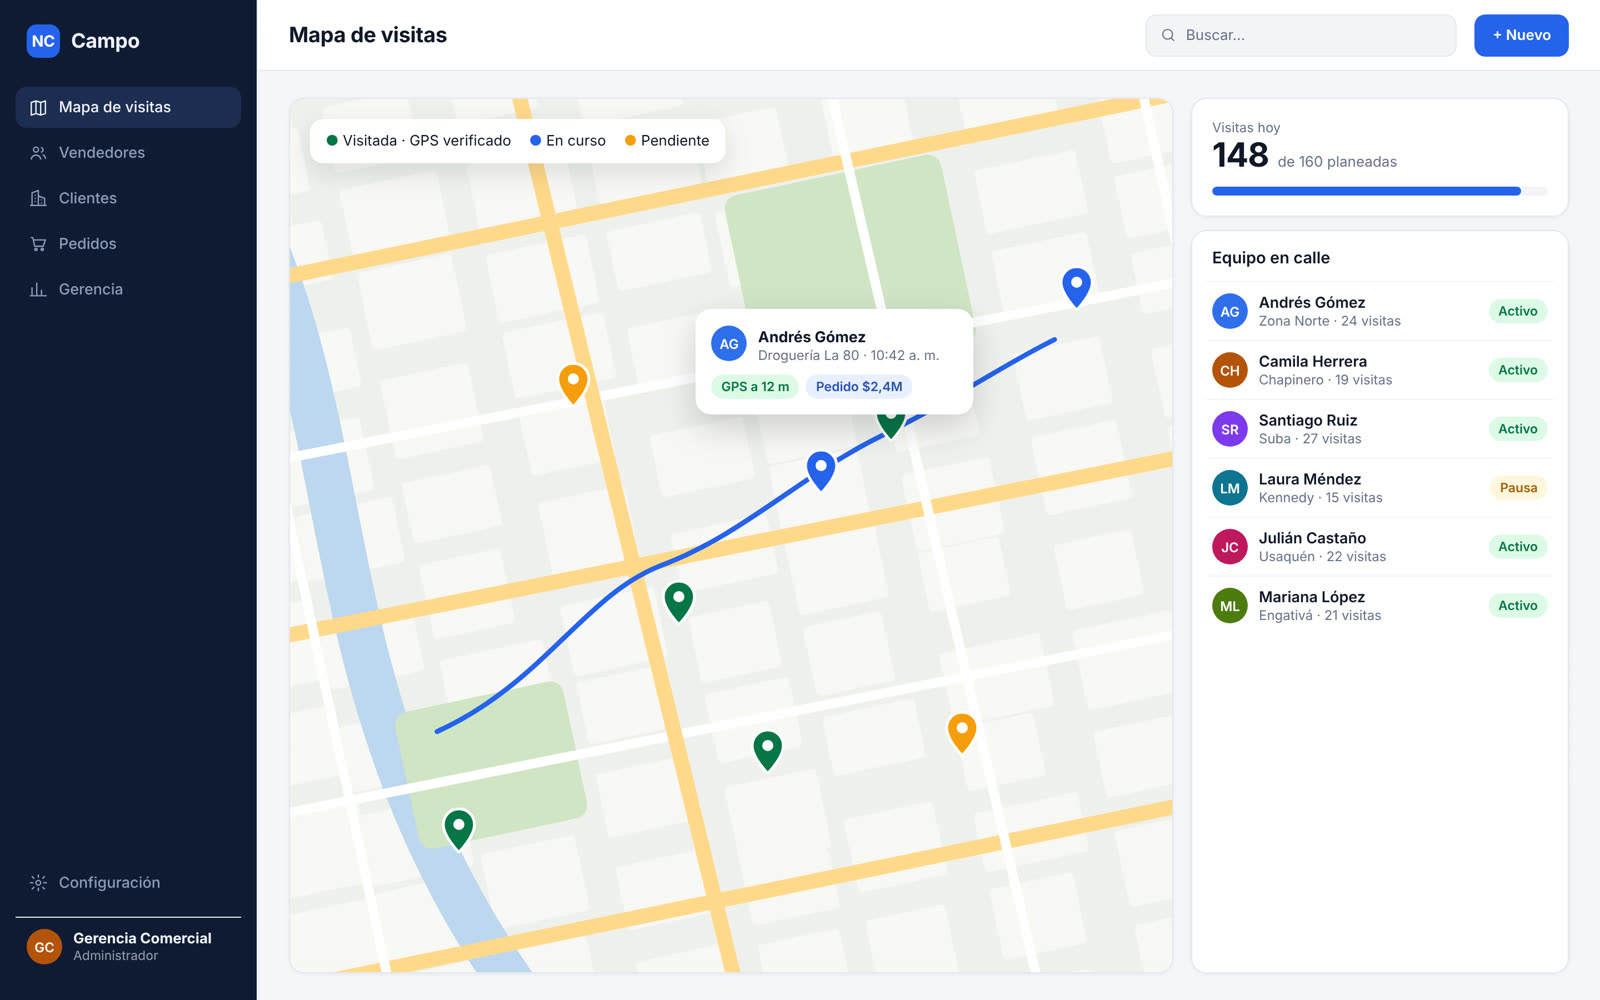 NC Campo
Mapa de visitas
Vendedores
Clientes
Pedidos
Gerencia
Configuración
GC Gerencia Comercial
Administrador
Mapa de visitas
Buscar...
+ Nuevo
Visitada · GPS verificado En curso Pendiente
AG Andrés Gómez
Droguería La 80 · 10:42 a. m.
GPS a 12 m Pedido $2,4M
Visitas hoy
148 de 160 planeadas
Equipo en calle
AG Andrés Gómez
Zona Norte · 24 visitas
Activo
CH Camila Herrera
Chapinero · 19 visitas
Activo
SR Santiago Ruiz
Suba · 27 visitas
Activo
LM Laura Méndez
Kennedy · 15 visitas
Pausa
JC Julián Castaño
Usaquén · 22 visitas
Activo
ML Mariana López
Engativá · 21 visitas
Activo